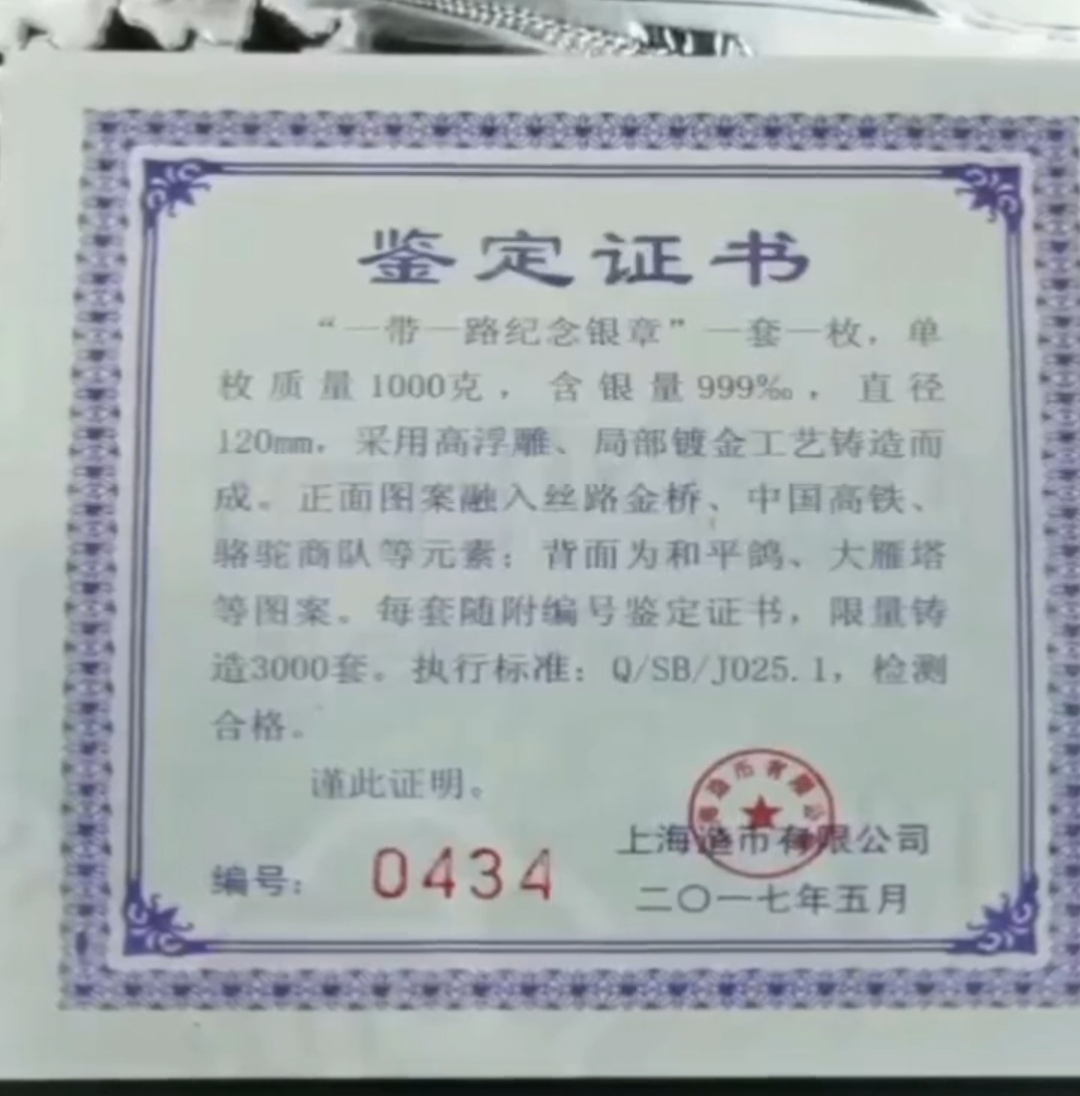 鉴定证书
“一带一路纪念银章”一套一枚，单
枚质量1000克，含银量999‰，直径
120mm，采用高浮雕、局部镀金工艺铸造而
成。正面图案融入丝路金桥、中国高铁、
骆驼商队等元素；背面为和平鸽、大雁塔
等图案。每套随附编号鉴定证书，限量铸
造3000套。执行标准：Q/SB/J025.1，检测
合格。
谨此证明。
造币有限公
上海造币有限公司
编号：0434
二〇一七年五月